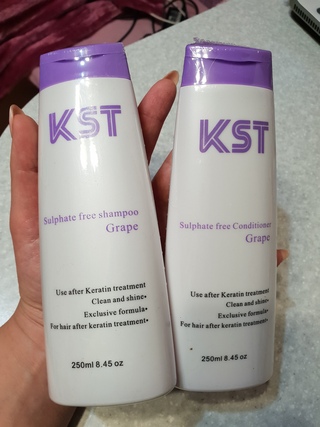 KST
Sulphate free shampoo
Grape
Use after Keratin treatment
Clean and shine•
Exclusive formula•
For hair after keratin treatment•
250ml 8.45 oz
KST
Sulphate free Conditioner
Grape
Use after Keratin treatment
Clean and shine•
Exclusive formula•
For hair after keratin treatment•
250ml 8.45 oz